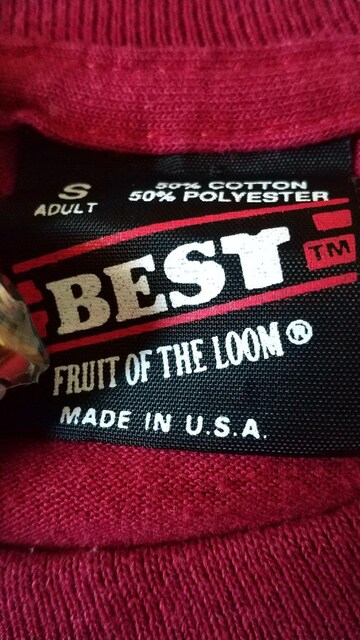 S
ADULT
50% COTTON
50% POLYESTER
BEST TM
FRUIT OF THE LOOM®
MADE IN U.S.A.